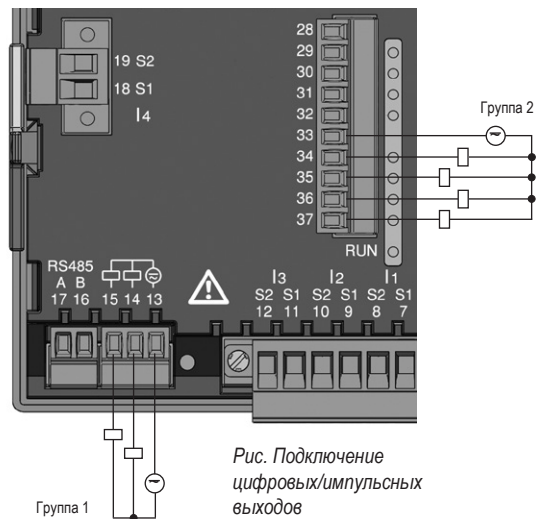 28
29
30
31
32
33
34
35
36
37
19 S2
18 S1
I4
Группа 2
RUN
RS485
A B
17 16 15 14 13
I3 I2 I1
S2 S1 S2 S1 S2 S1
12 11 10 9 8 7
Рис. Подключение
цифровых/импульсных
выходов
Группа 1